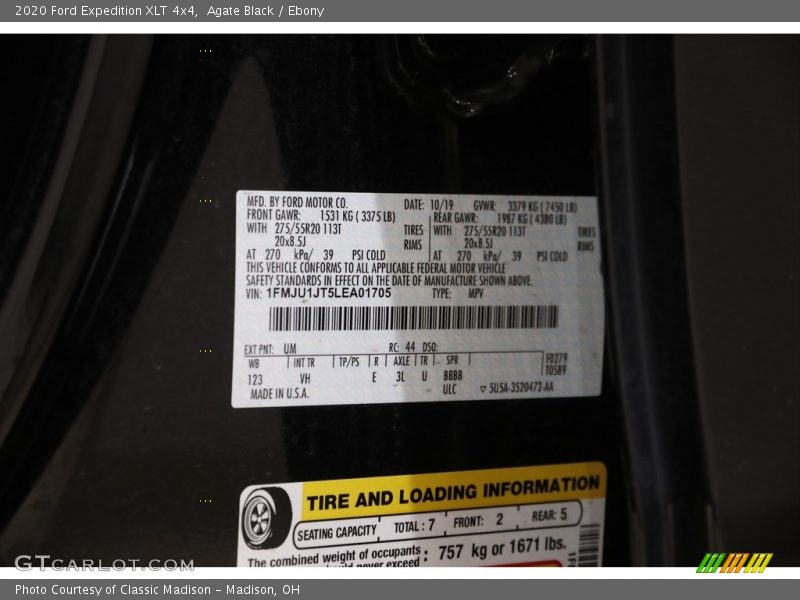 2020 Ford Expedition XLT 4x4, Agate Black / Ebony
MFD. BY FORD MOTOR CO. DATE: 10/19 GVWR: 3379 KG ( 7450 LB)
FRONT GAWR: 1531 KG ( 3375 LB) REAR GAWR: 1987 KG ( 4380 LB)
WITH 275/55R20 113T TIRES WITH 275/55R20 113T TIRES
20x8.5J RIMS 20x8.5J RIMS
AT 270 kPa/ 39 PSI COLD AT 270 kPa/ 39 PSI COLD
THIS VEHICLE CONFORMS TO ALL APPLICABLE FEDERAL MOTOR VEHICLE
SAFETY STANDARDS IN EFFECT ON THE DATE OF MANUFACTURE SHOWN ABOVE.
VIN: 1FMJU1JT5LEA01705 TYPE: MPV
EXT PNT: UM RC: 44 DSO:
WB INT TR TP/PS R AXLE TR SPR F0279
T0589
123 VH E 3L U BBBB
MADE IN U.S.A. ULC ▽ 5U5A-3520472-AA
TIRE AND LOADING INFORMATION
SEATING CAPACITY TOTAL : 7 FRONT: 2 REAR: 5
The combined weight of occupants : 757 kg or 1671 lbs.
never exceed
GTCARLOT.COM
Photo Courtesy of Classic Madison – Madison, OH